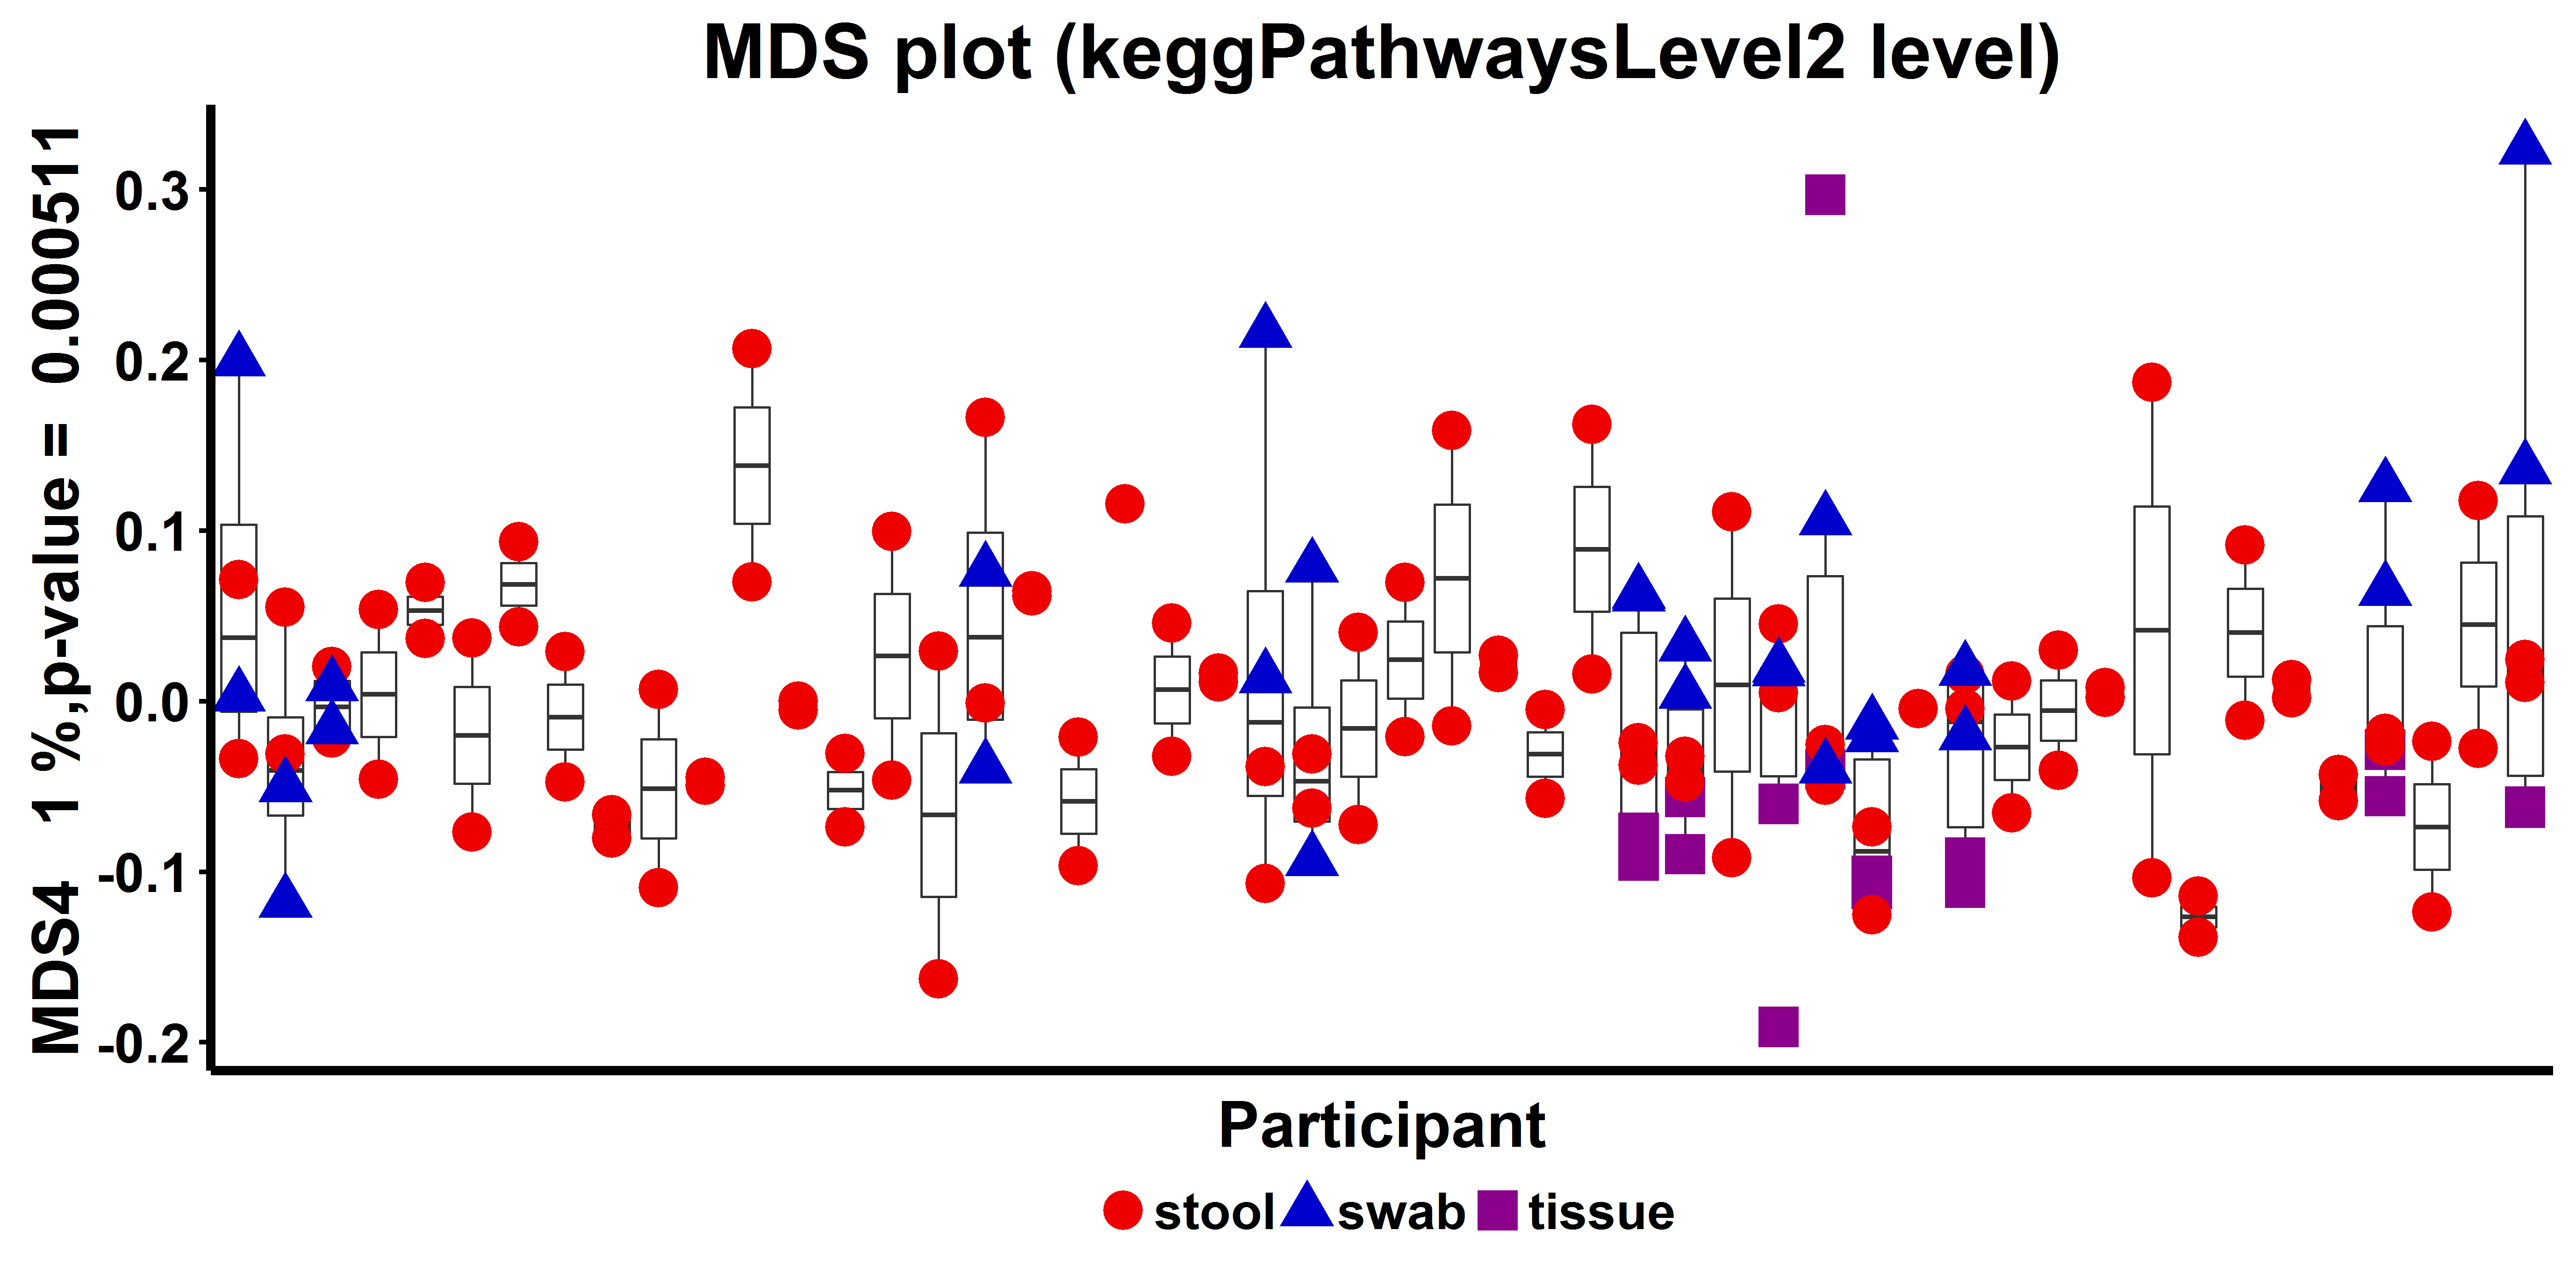 MDS plot (keggPathwaysLevel2 level)
MDS4 1 %,p-value = 0.000511
0.3
0.2
0.1
0.0
-0.1
-0.2
Participant
stool swab tissue